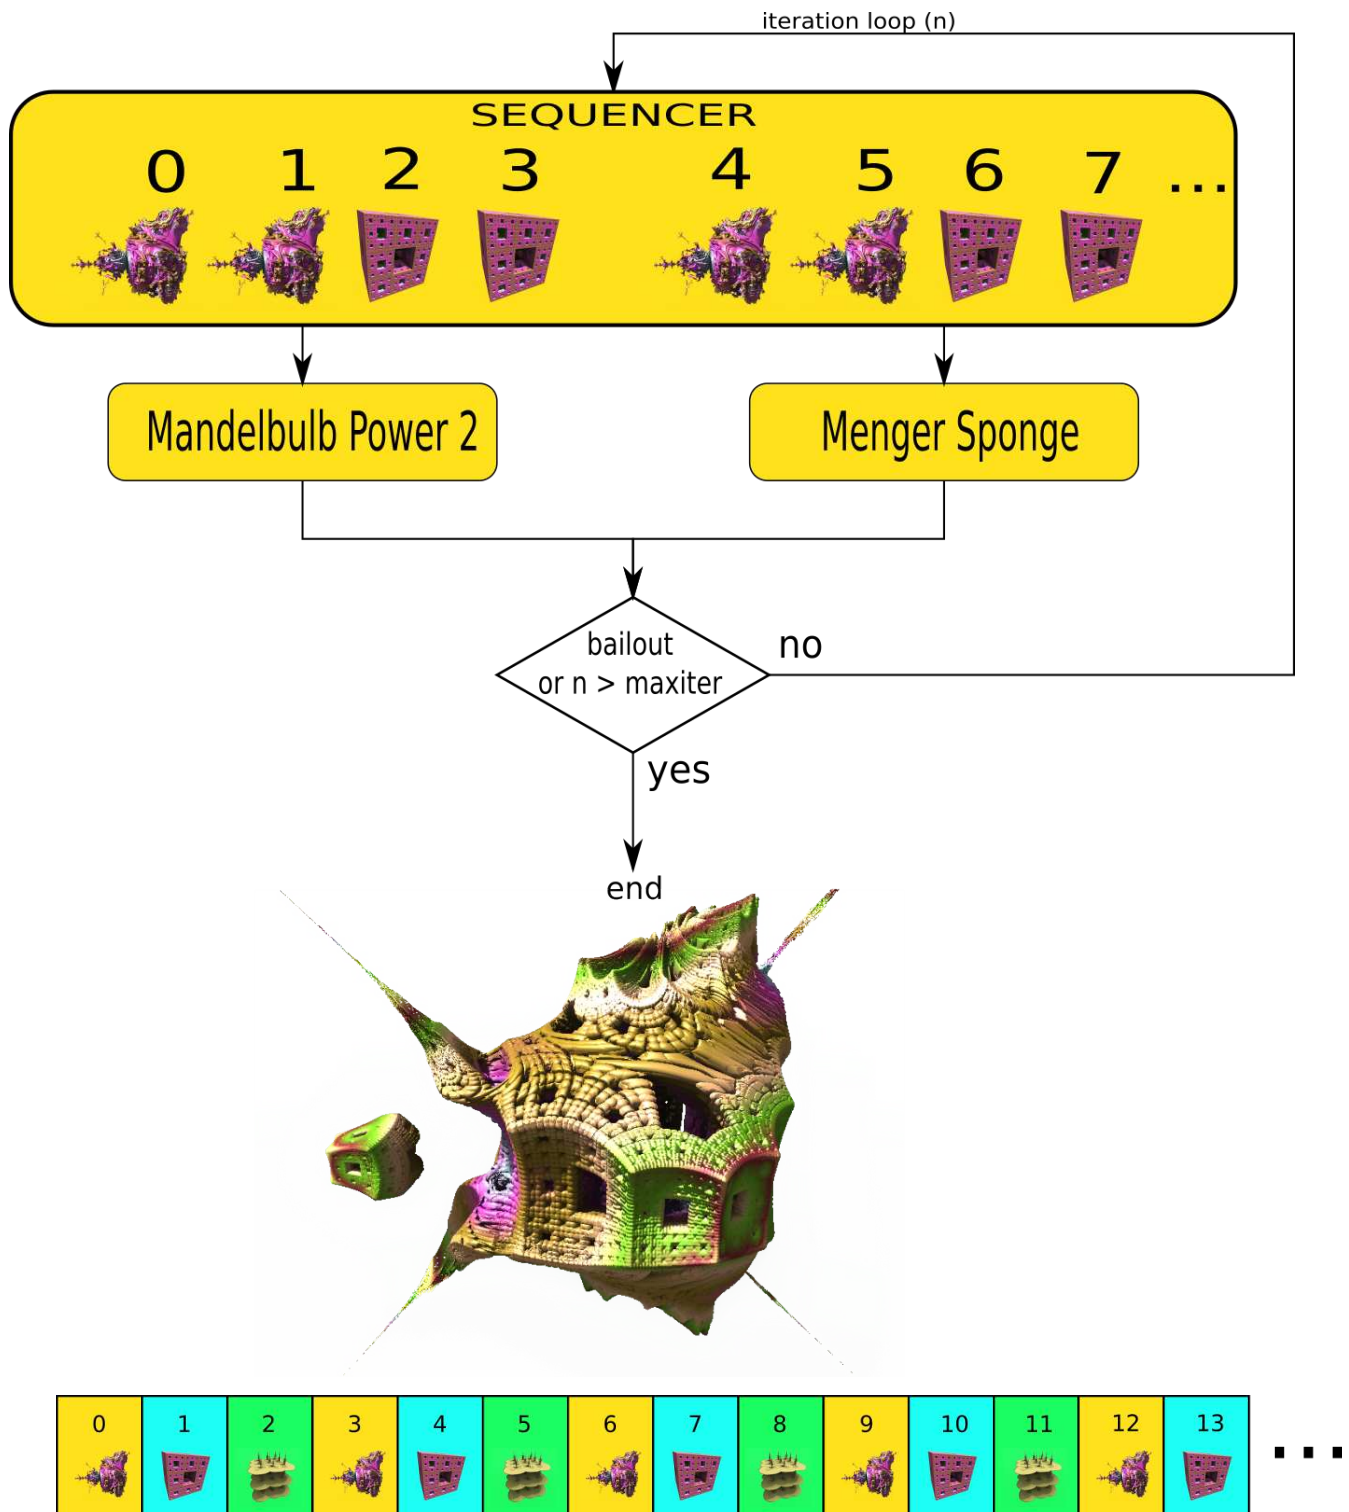 iteration loop (n)
SEQUENCER
0 1 2 3 4 5 6 7 ...
Mandelbulb Power 2
Menger Sponge
bailout
or n > maxiter
no
yes
end
0 1 2 3 4 5 6 7 8 9 10 11 12 13 ...